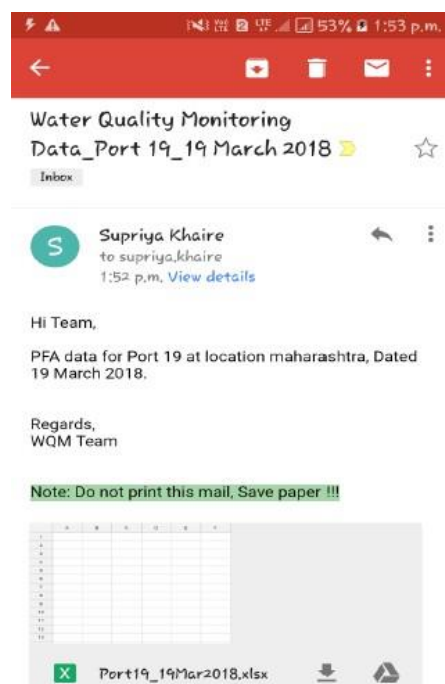 53% 1:53 p.m.
Water Quality Monitoring
Data_Port 19_19 March 2018
Inbox
S
Supriya Khaire
to supriya.khaire
1:52 p.m. View details
Hi Team,
PFA data for Port 19 at location maharashtra, Dated
19 March 2018.
Regards,
WQM Team
Note: Do not print this mail, Save paper !!!
X Port19_19Mar2018.xlsx